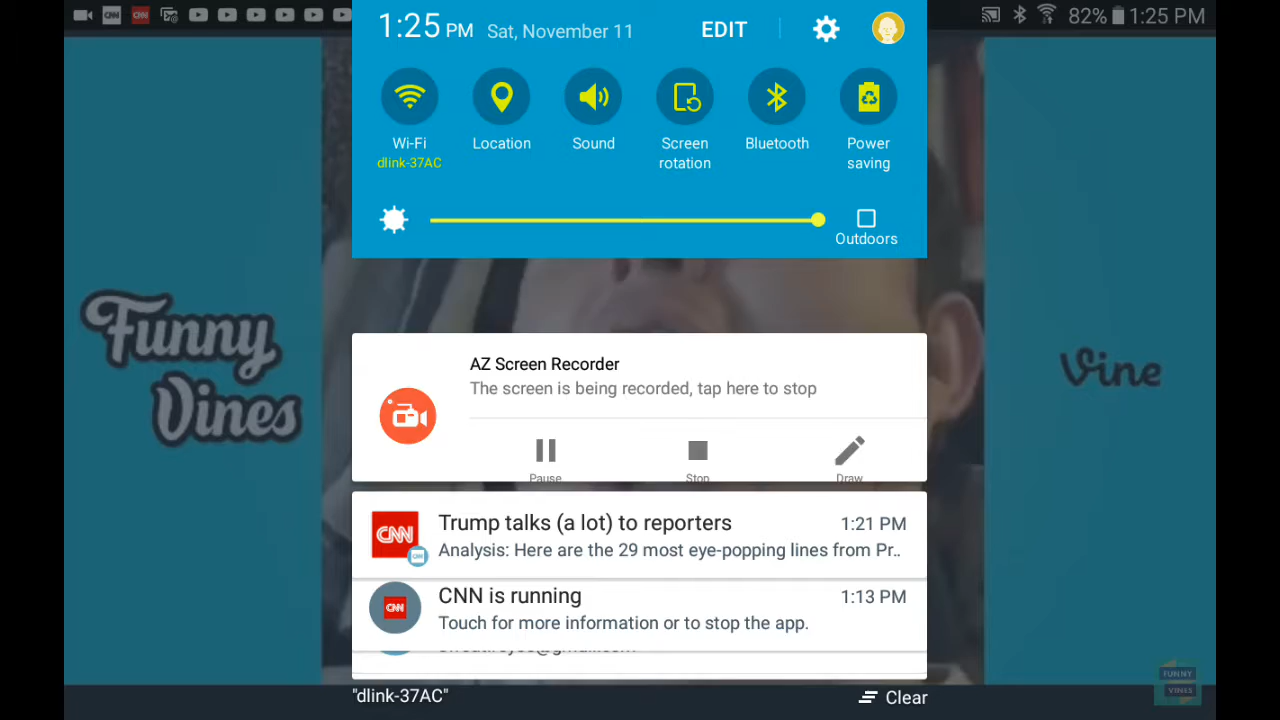 1:25 PM Sat, November 11 EDIT
82% 1:25 PM
Wi-Fi Location Sound Screen rotation Bluetooth Power saving
dlink-37AC
Outdoors
Funny
Vines
Vine
AZ Screen Recorder
The screen is being recorded, tap here to stop
Pause Stop Draw
CNN
Trump talks (a lot) to reporters 1:21 PM
Analysis: Here are the 29 most eye-popping lines from Pr..
CNN
CNN is running 1:13 PM
Touch for more information or to stop the app.
FUNNY
VINES
"dlink-37AC" Clear